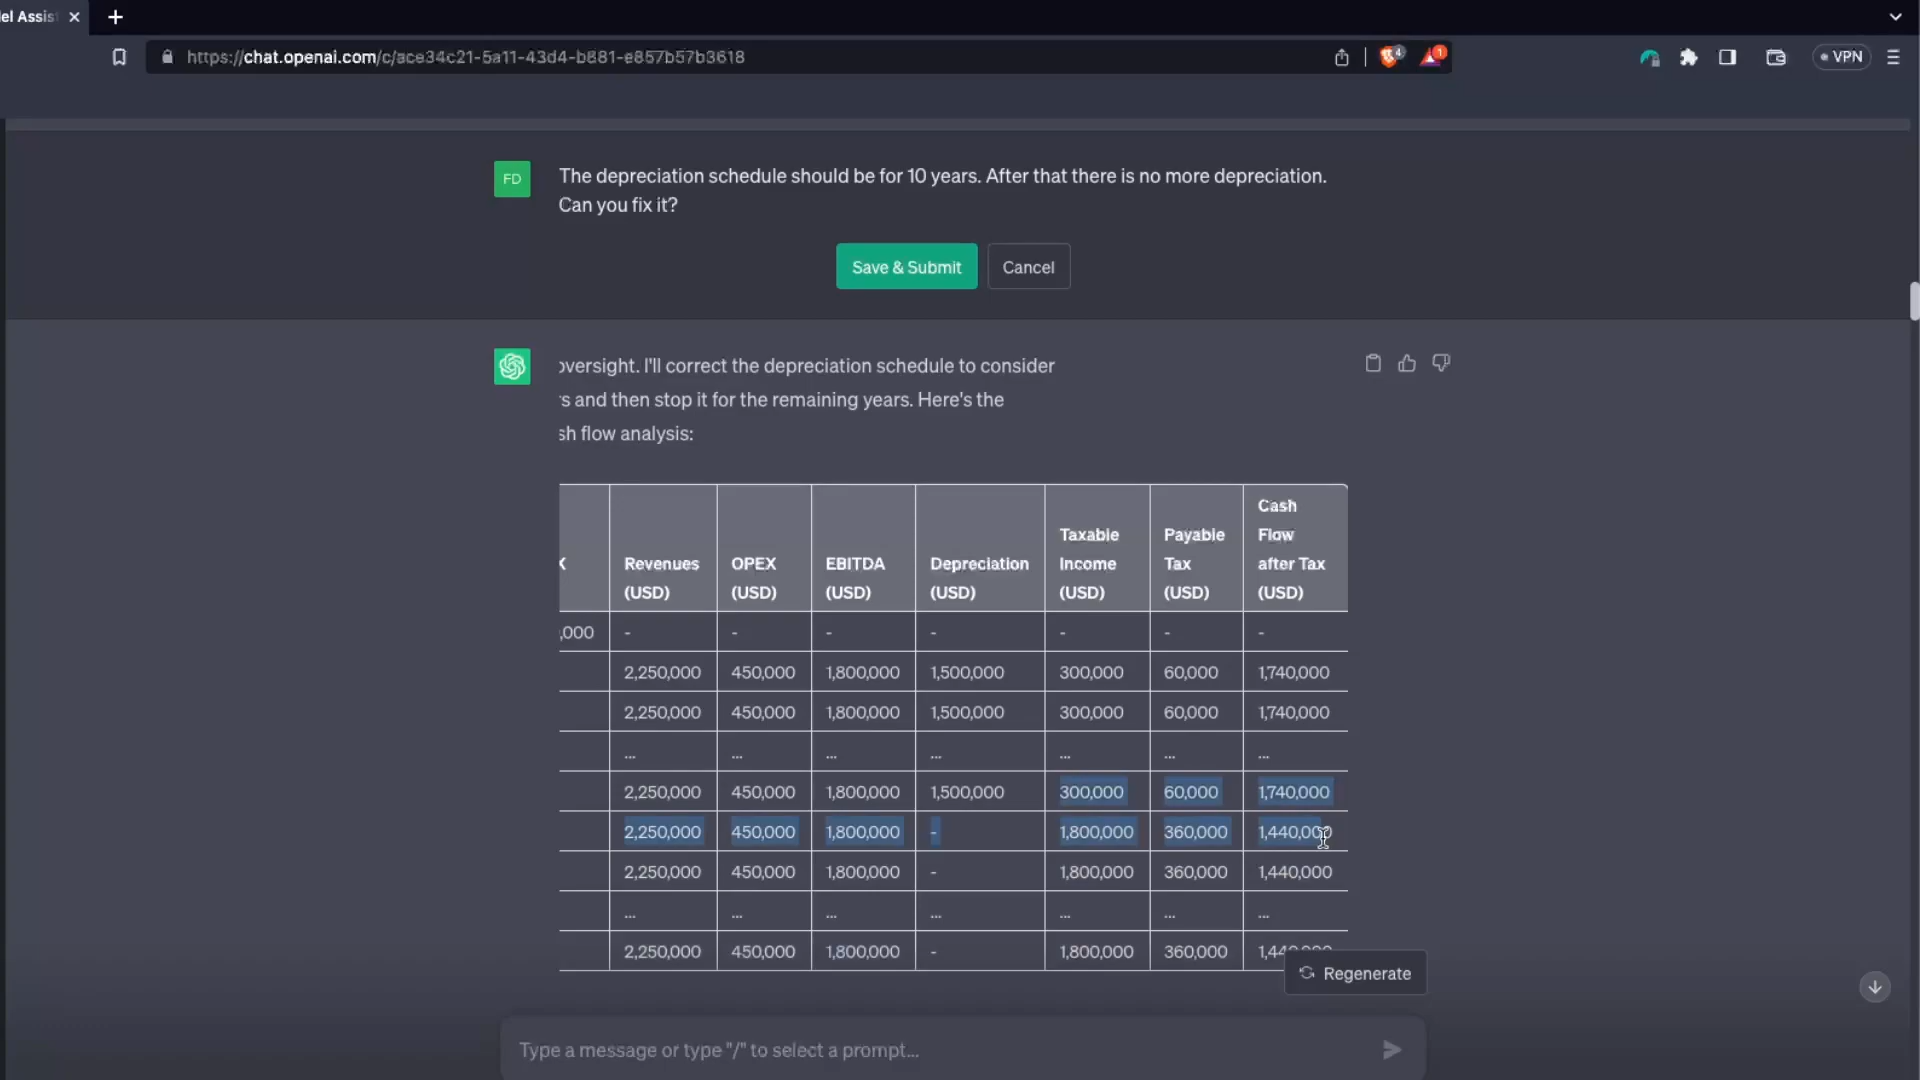 el Assis
https://chat.openai.com/c/ace34c21-5a11-43d4-b681-e857b57b3618
4
1
VPN
FD
The depreciation schedule should be for 10 years. After that there is no more depreciation.
Can you fix it?
Save & Submit
Cancel
oversight. I'll correct the depreciation schedule to consider
s and then stop it for the remaining years. Here's the
sh flow analysis:
Revenues (USD) OPEX (USD) EBITDA (USD) Depreciation (USD) Taxable Income (USD) Payable Tax (USD) Cash Flow after Tax (USD)
,000 - - - - - - -
2,250,000 450,000 1,800,000 1,500,000 300,000 60,000 1,740,000
2,250,000 450,000 1,800,000 1,500,000 300,000 60,000 1,740,000
... ... ... ... ... ... ...
2,250,000 450,000 1,800,000 1,500,000 300,000 60,000 1,740,000
2,250,000 450,000 1,800,000 - 1,800,000 360,000 1,440,000
2,250,000 450,000 1,800,000 - 1,800,000 360,000 1,440,000
... ... ... ... ... ... ...
2,250,000 450,000 1,800,000 - 1,800,000 360,000
Regenerate
Type a message or type "/" to select a prompt...